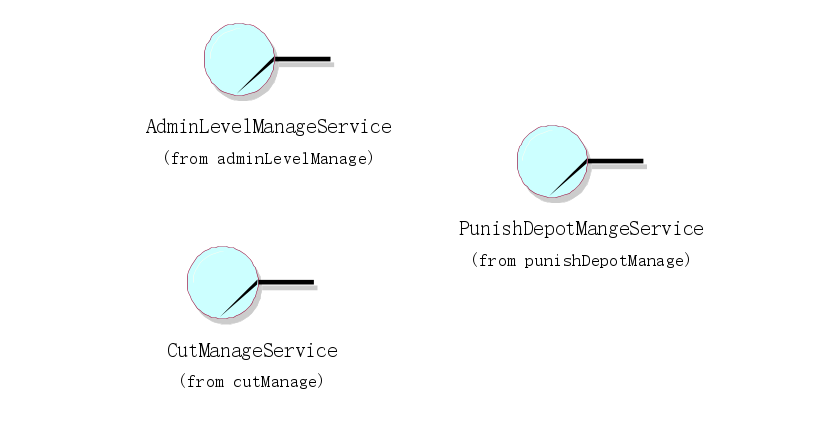 AdminLevelManageService
(from adminLevelManage)
PunishDepotMangeService
(from punishDepotManage)
CutManageService
(from cutManage)